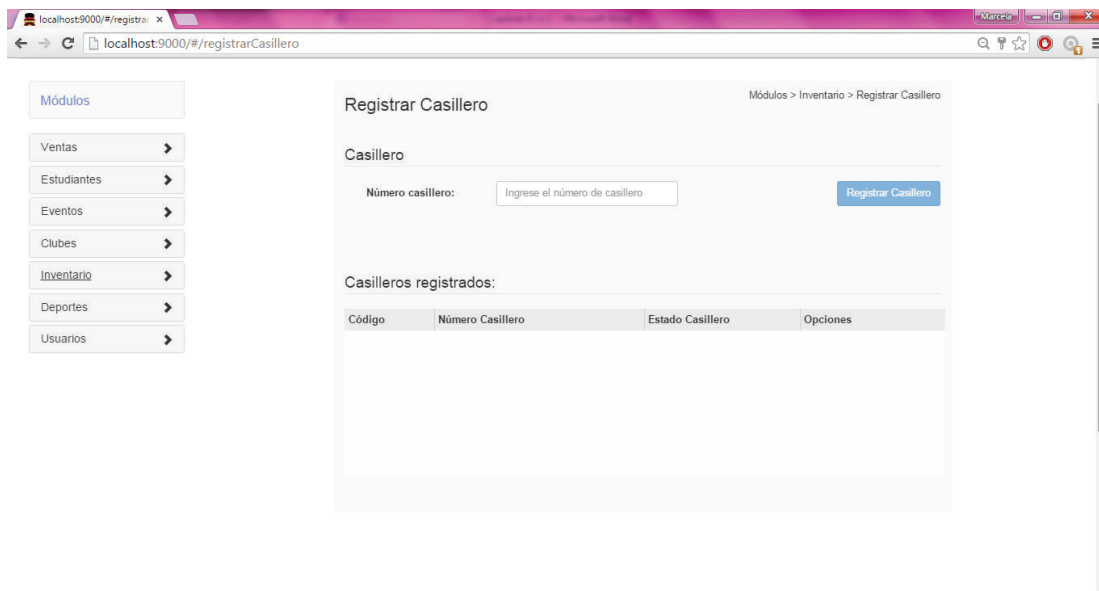 localhost:9000/#/registrar
Marcela
localhost:9000/#/registrarCasillero
Módulos
Ventas
Estudiantes
Eventos
Clubes
Inventario
Deportes
Usuarios
Registrar Casillero
Módulos > Inventario > Registrar Casillero
Casillero
Número casillero:
Ingrese el número de casillero
Registrar Casillero
Casilleros registrados:
Código Número Casillero Estado Casillero Opciones